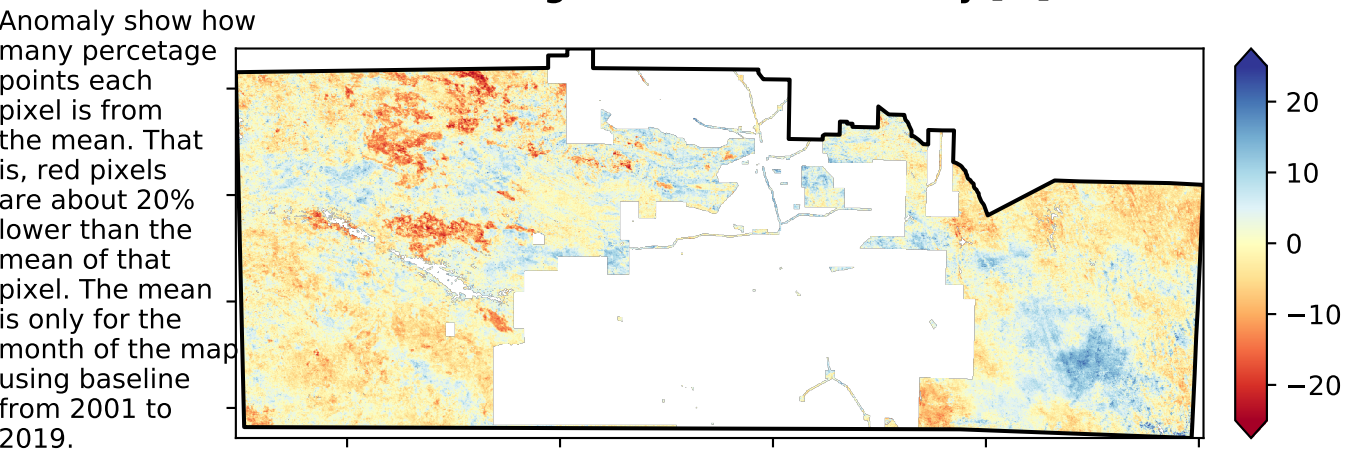 Anomaly show how
many percetage
points each
pixel is from
the mean. That
is, red pixels
are about 20%
lower than the
mean of that
pixel. The mean
is only for the
month of the map
using baseline
from 2001 to
2019.
20
10
0
−10
−20